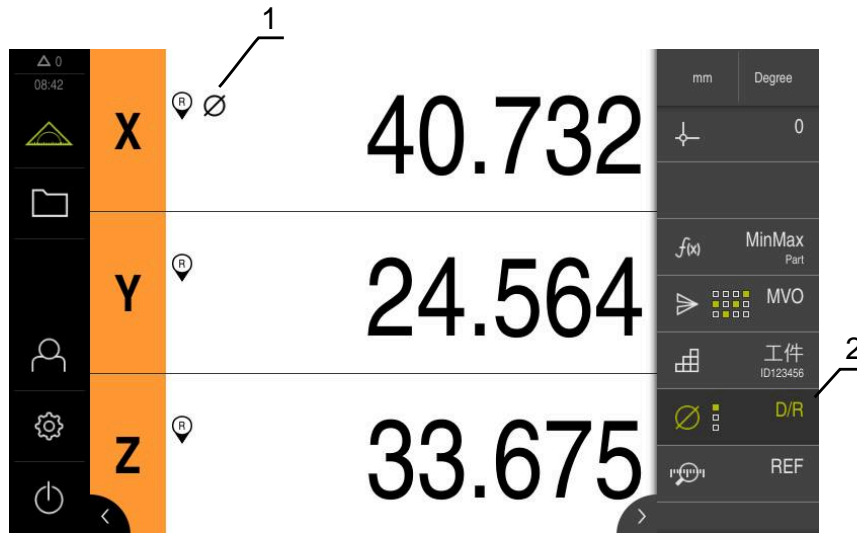 1
0
08:42
X
R
40.732
Y
R
24.564
Z
R
33.675
mm Degree
0
f(x) MinMax
Part
MVO
工件
ID123456
D/R
2
REF